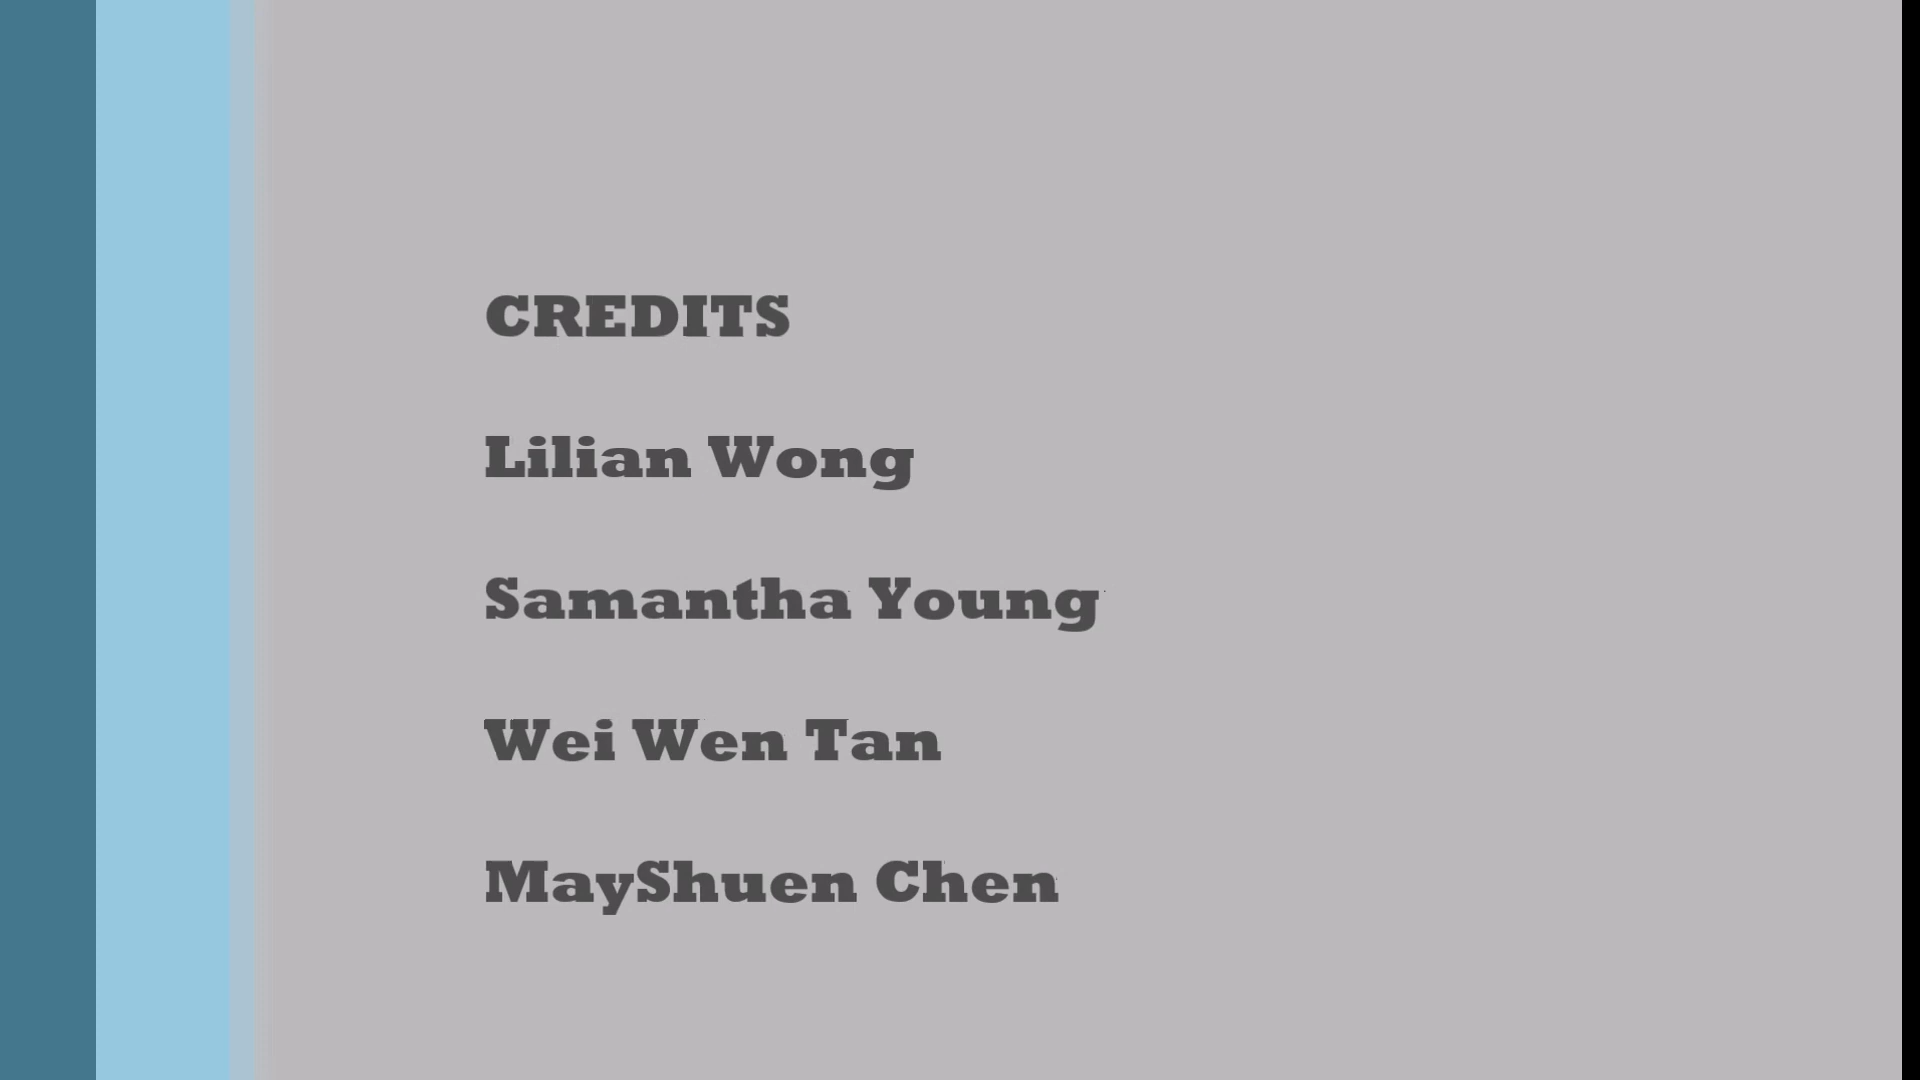 CREDITS
Lilian Wong
Samantha Young
Wei Wen Tan
MayShuen Chen